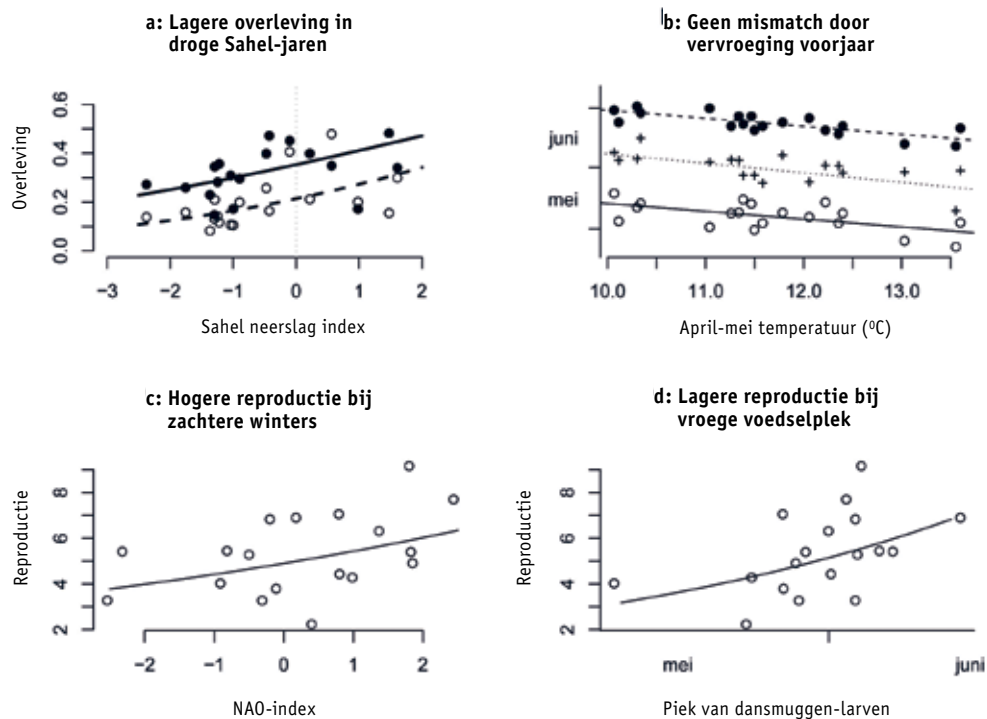 a: Lagere overleving in
droge Sahel-jaren
Overleving
0.6
0.4
0.2
0.0
−3 −2 −1 0 1 2
Sahel neerslag index
b: Geen mismatch door
vervroeging voorjaar
juni
mei
10.0 11.0 12.0 13.0
April-mei temperatuur (⁰C)
c: Hogere reproductie bij
zachtere winters
Reproductie
8
6
4
2
−2 −1 0 1 2
NAO-index
d: Lagere reproductie bij
vroege voedselplek
Reproductie
8
6
4
2
mei juni
Piek van dansmuggen-larven